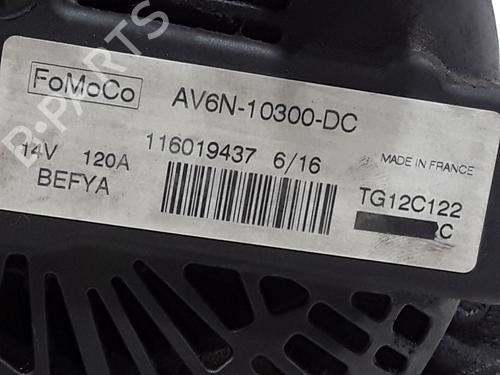 B-PARTS
FoMoCo
AV6N-10300-DC
14V 120A
116019437 6/16
MADE IN FRANCE
BEFYA
TG12C122
C